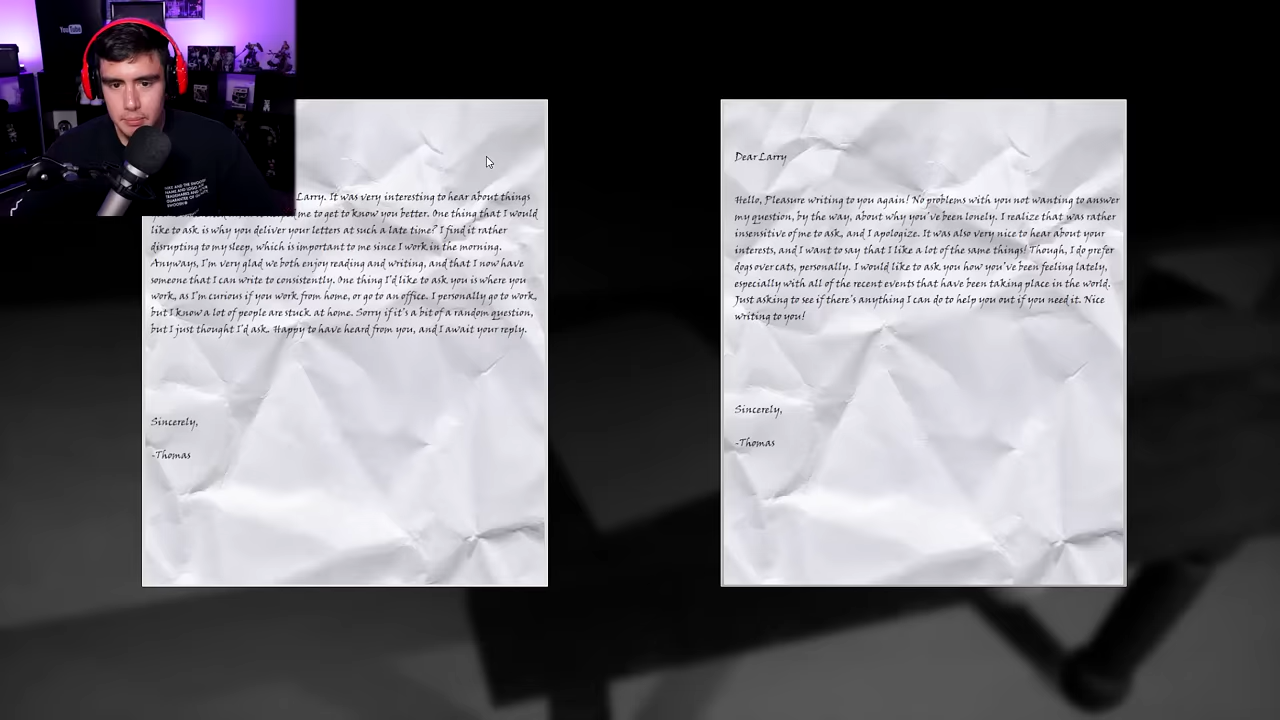 YouTube
Larry. It was very interesting to hear about things
me to get to know you better. One thing that I would
like to ask is why you deliver your letters at such a late time? I find it rather
disrupting to my sleep, which is important to me since I work in the morning.
Anyways, I'm very glad we both enjoy reading and writing, and that I now have
someone that I can write to consistently. One thing I'd like to ask you is where you
work, as I'm curious if you work from home, or go to an office. I personally go to work,
but I know a lot of people are stuck at home. Sorry if it's a bit of a random question,
but I just thought I'd ask. Happy to have heard from you, and I await your reply.
Sincerely,
-Thomas
Dear Larry
Hello, Pleasure writing to you again! No problems with you not wanting to answer
my question, by the way, about why you've been lonely. I realize that was rather
insensitive of me to ask, and I apologize. It was also very nice to hear about your
interests, and I want to say that I like a lot of the same things! Though, I do prefer
dogs over cats, personally. I would like to ask you how you've been feeling lately,
especially with all of the recent events that have been taking place in the world.
Just asking to see if there's anything I can do to help you out if you need it. Nice
writing to you!
Sincerely,
-Thomas